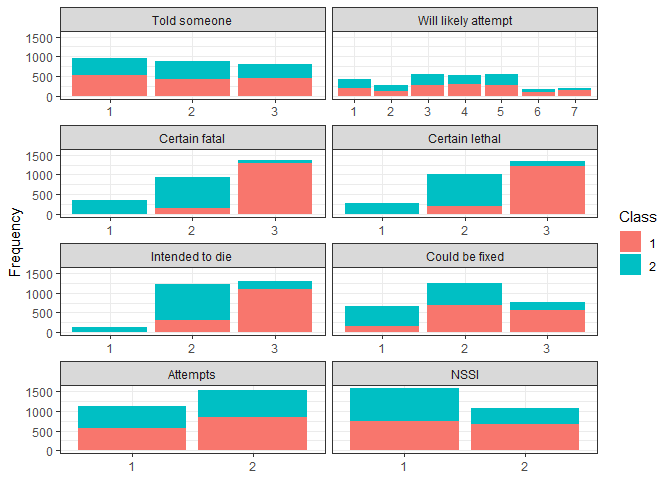 Told someone
Will likely attempt
1500
1000
500
0
1 2 3
1 2 3 4 5 6 7
Certain fatal
Certain lethal
1500
1000
500
0
1 2 3
1 2 3
Intended to die
Could be fixed
1500
1000
500
0
1 2 3
1 2 3
Attempts
NSSI
1500
1000
500
0
1 2
1 2
Frequency
Class
1
2